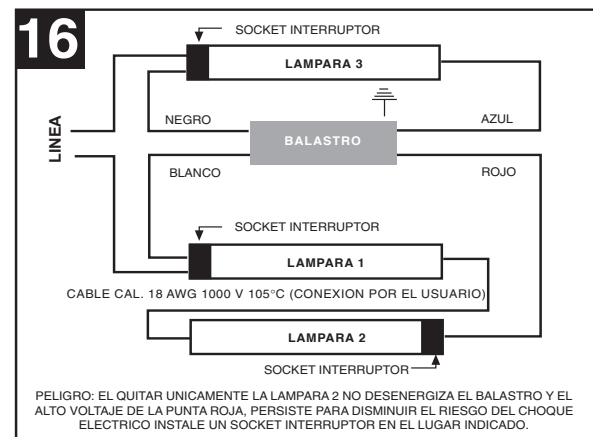 16
SOCKET INTERRUPTOR
LAMPARA 3
NEGRO
AZUL
LINEA
BALASTRO
BLANCO
ROJO
SOCKET INTERRUPTOR
LAMPARA 1
CABLE CAL. 18 AWG 1000 V 105°C (CONEXION POR EL USUARIO)
LAMPARA 2
SOCKET INTERRUPTOR
PELIGRO: EL QUITAR UNICAMENTE LA LAMPARA 2 NO DESENERGIZA EL BALASTRO Y EL
ALTO VOLTAJE DE LA PUNTA ROJA, PERSISTE PARA DISMINUIR EL RIESGO DEL CHOQUE
ELECTRICO INSTALE UN SOCKET INTERRUPTOR EN EL LUGAR INDICADO.